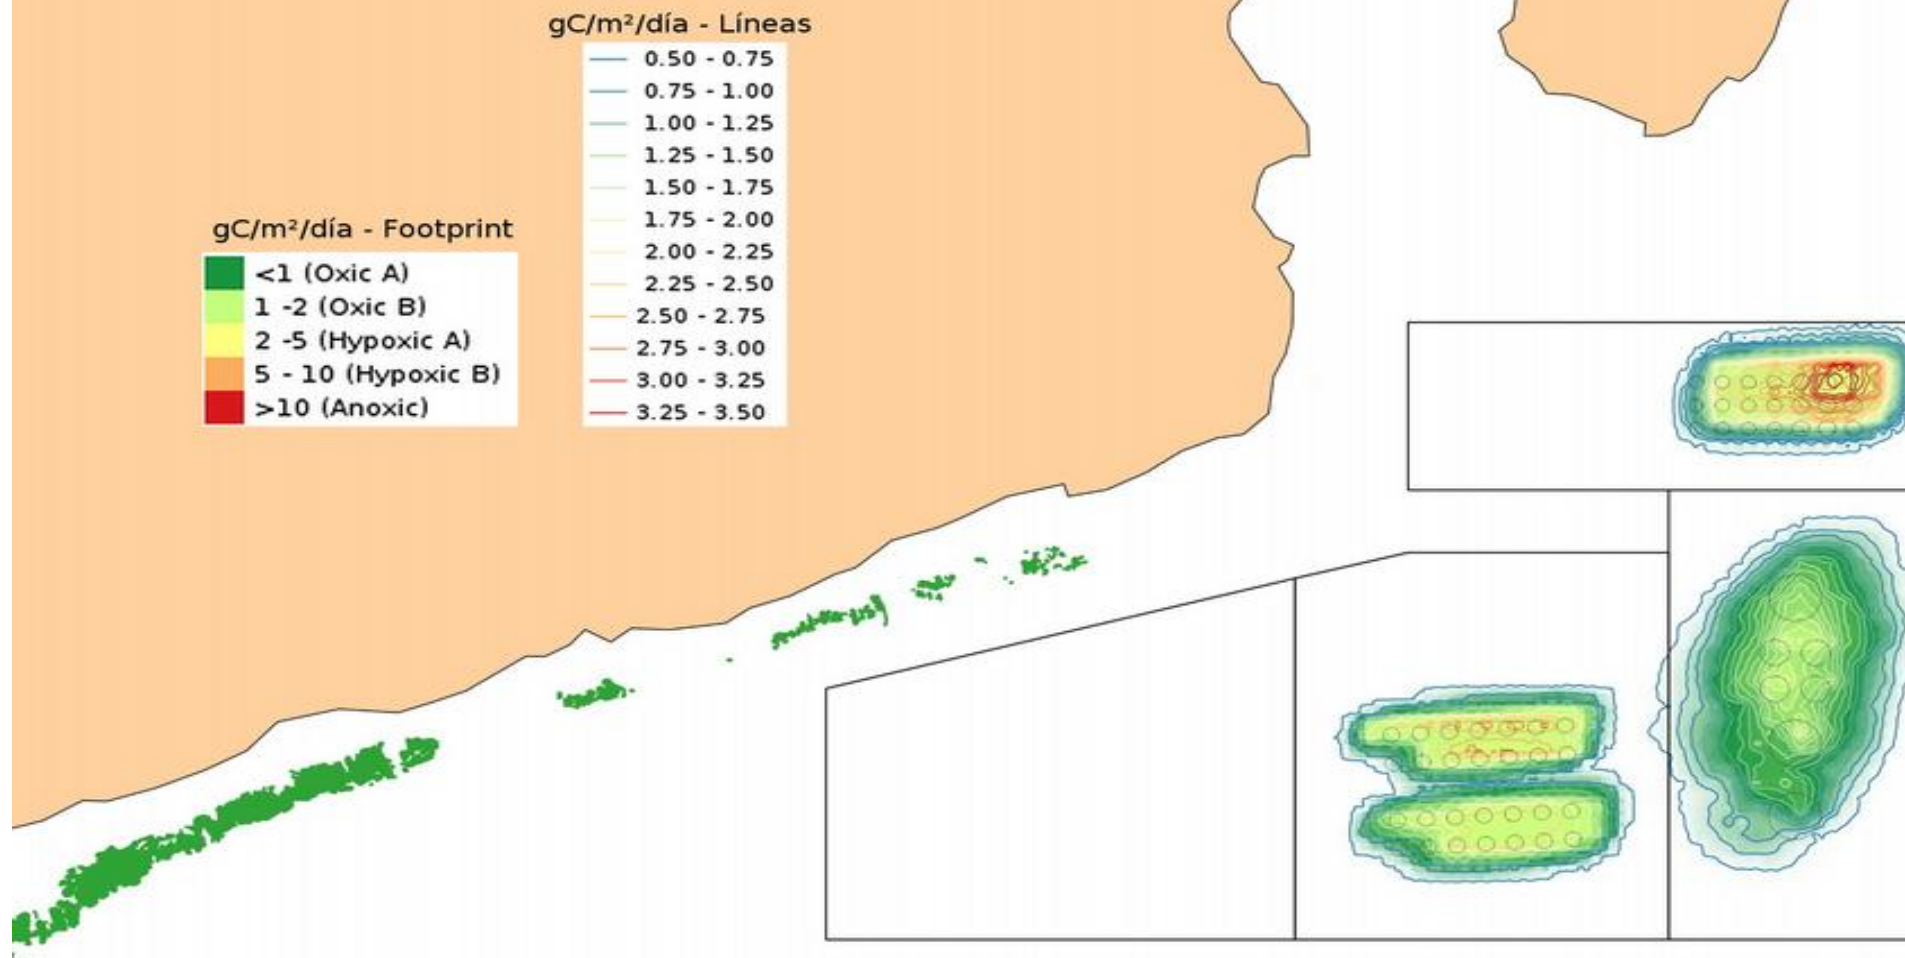 gC/m²/día - Líneas
0.50 - 0.75
0.75 - 1.00
1.00 - 1.25
1.25 - 1.50
1.50 - 1.75
1.75 - 2.00
2.00 - 2.25
2.25 - 2.50
2.50 - 2.75
2.75 - 3.00
3.00 - 3.25
3.25 - 3.50
gC/m²/día - Footprint
<1 (Oxic A)
1 -2 (Oxic B)
2 -5 (Hypoxic A)
5 - 10 (Hypoxic B)
>10 (Anoxic)